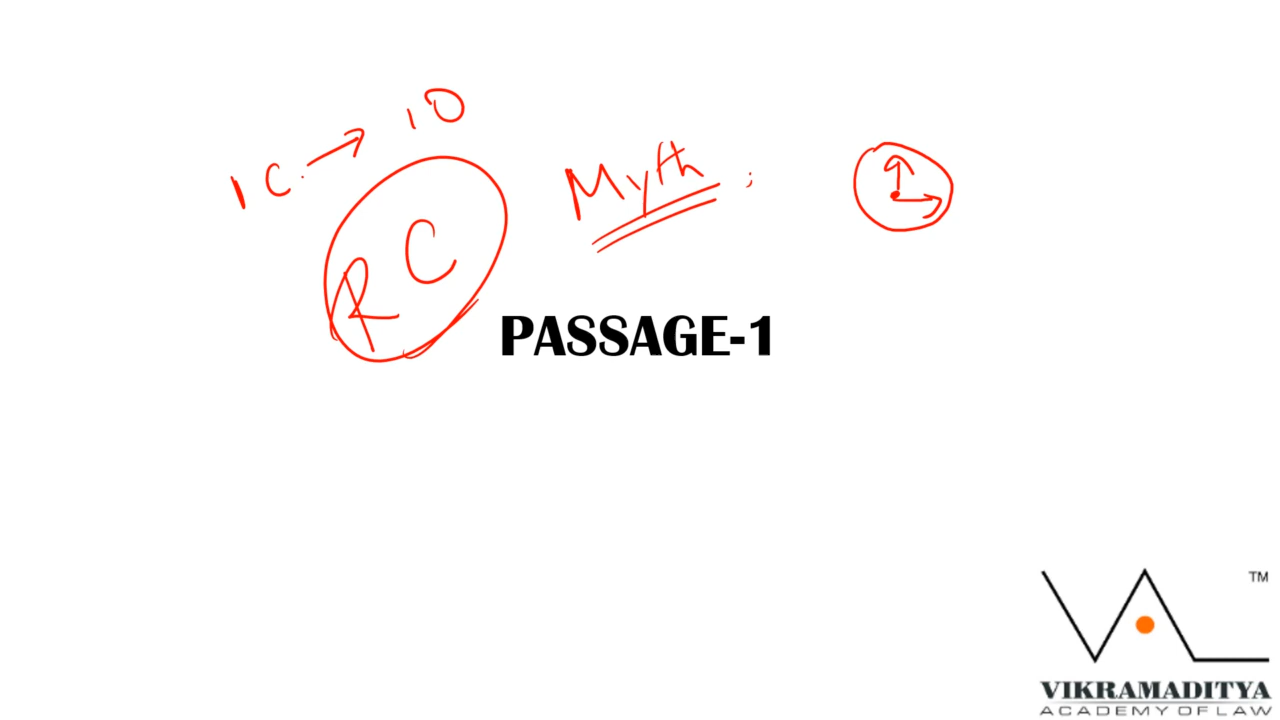 1C → 10
Myth
RC
PASSAGE-1
TM
VIKRAMADITYA
ACADEMY OF LAW